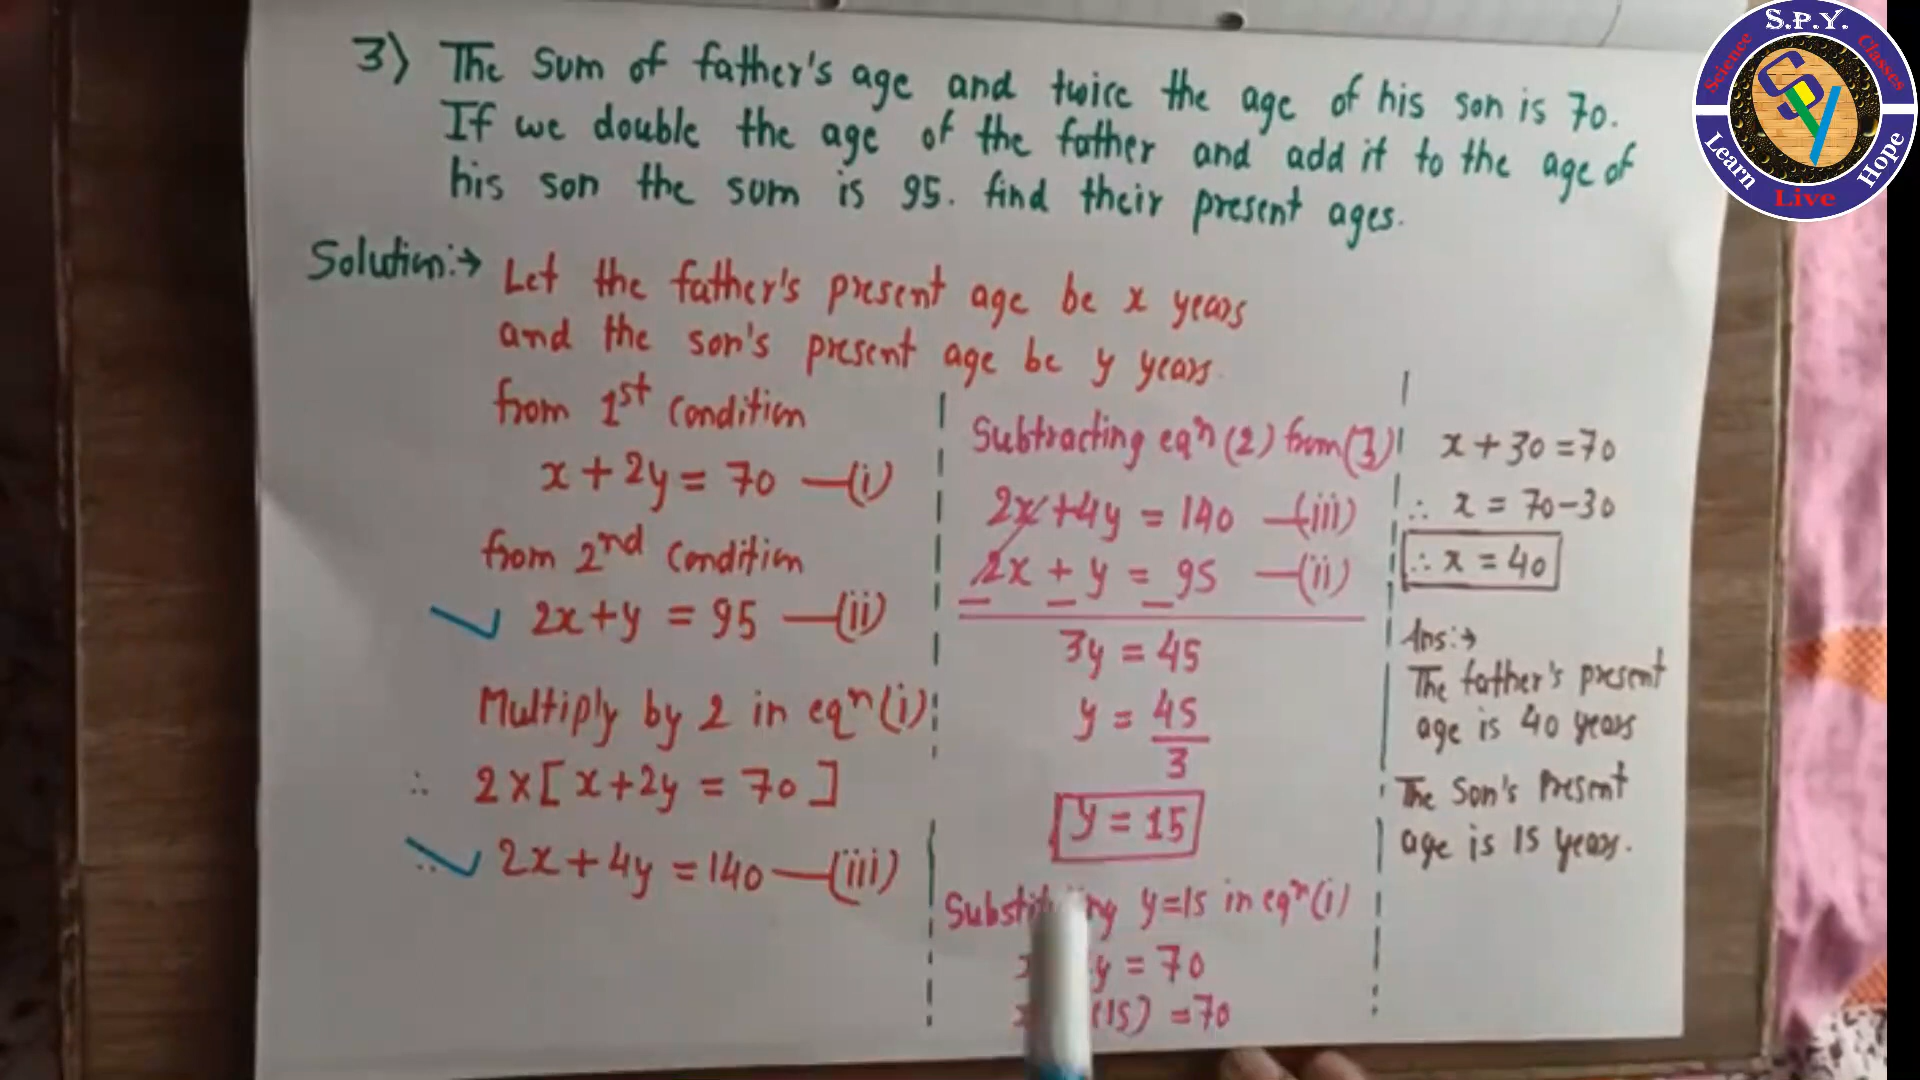 3) The Sum of father's age and twice the age of his son is 70.
If we double the age of the father and add it to the age of
his son the sum is 95. find their present ages.
Solution:→ Let the father's present age be x years
and the son's present age be y years.
from 1st Condition
x + 2y = 70 —(i)
from 2nd Condition
2x + y = 95 —(ii)
Multiply by 2 in eqn (i)
∴ 2 x [ x + 2y = 70 ]
∴ 2x + 4y = 140 —(iii)
Subtracting eqn (2) from (3)
2x + 4y = 140 —(iii)
2x + y = 95 —(ii)
— — —
3y = 45
y = 45
3
y = 15
y = 15 in eqn (i)
y = 70
(15) = 70
x + 30 = 70
∴ x = 70 - 30
∴ x = 40
Ans:→
The father's present
age is 40 years
The Son's Present
age is 15 years.
S.P.Y.
Science
Classes
SPY
Learn
Live
Hope